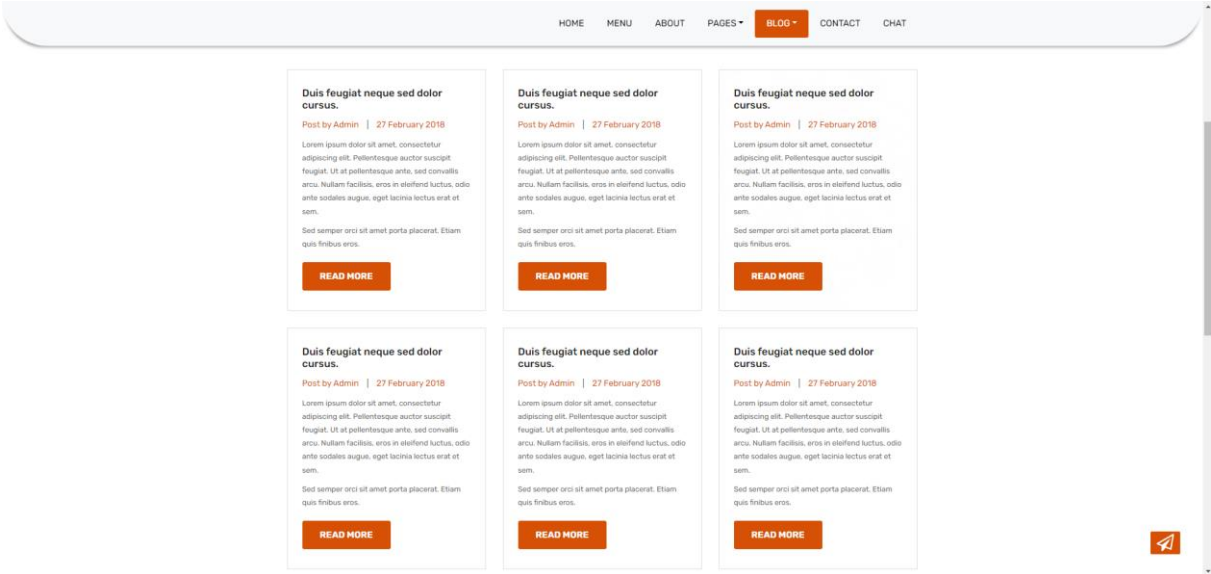 HOME MENU ABOUT PAGES BLOG CONTACT CHAT
Duis feugiat neque sed dolor
cursus.
Post by Admin | 27 February 2018
Lorem ipsum dolor sit amet, consectetur
adipiscing elit. Pellentesque auctor suscipit
feugiat. Ut at pellentesque ante, sed convallis
arcu. Nullam facilisis, eros in eleifend luctus, odio
ante sodales augue, eget lacinia lectus erat et
sem.
Sed semper orci sit amet porta placerat. Etiam
quis finibus eros.
READ MORE
Duis feugiat neque sed dolor
cursus.
Post by Admin | 27 February 2018
Lorem ipsum dolor sit amet, consectetur
adipiscing elit. Pellentesque auctor suscipit
feugiat. Ut at pellentesque ante, sed convallis
arcu. Nullam facilisis, eros in eleifend luctus, odio
ante sodales augue, eget lacinia lectus erat et
sem.
Sed semper orci sit amet porta placerat. Etiam
quis finibus eros.
READ MORE
Duis feugiat neque sed dolor
cursus.
Post by Admin | 27 February 2018
Lorem ipsum dolor sit amet, consectetur
adipiscing elit. Pellentesque auctor suscipit
feugiat. Ut at pellentesque ante, sed convallis
arcu. Nullam facilisis, eros in eleifend luctus, odio
ante sodales augue, eget lacinia lectus erat et
sem.
Sed semper orci sit amet porta placerat. Etiam
quis finibus eros.
READ MORE
Duis feugiat neque sed dolor
cursus.
Post by Admin | 27 February 2018
Lorem ipsum dolor sit amet, consectetur
adipiscing elit. Pellentesque auctor suscipit
feugiat. Ut at pellentesque ante, sed convallis
arcu. Nullam facilisis, eros in eleifend luctus, odio
ante sodales augue, eget lacinia lectus erat et
sem.
Sed semper orci sit amet porta placerat. Etiam
quis finibus eros.
READ MORE
Duis feugiat neque sed dolor
cursus.
Post by Admin | 27 February 2018
Lorem ipsum dolor sit amet, consectetur
adipiscing elit. Pellentesque auctor suscipit
feugiat. Ut at pellentesque ante, sed convallis
arcu. Nullam facilisis, eros in eleifend luctus, odio
ante sodales augue, eget lacinia lectus erat et
sem.
Sed semper orci sit amet porta placerat. Etiam
quis finibus eros.
READ MORE
Duis feugiat neque sed dolor
cursus.
Post by Admin | 27 February 2018
Lorem ipsum dolor sit amet, consectetur
adipiscing elit. Pellentesque auctor suscipit
feugiat. Ut at pellentesque ante, sed convallis
arcu. Nullam facilisis, eros in eleifend luctus, odio
ante sodales augue, eget lacinia lectus erat et
sem.
Sed semper orci sit amet porta placerat. Etiam
quis finibus eros.
READ MORE